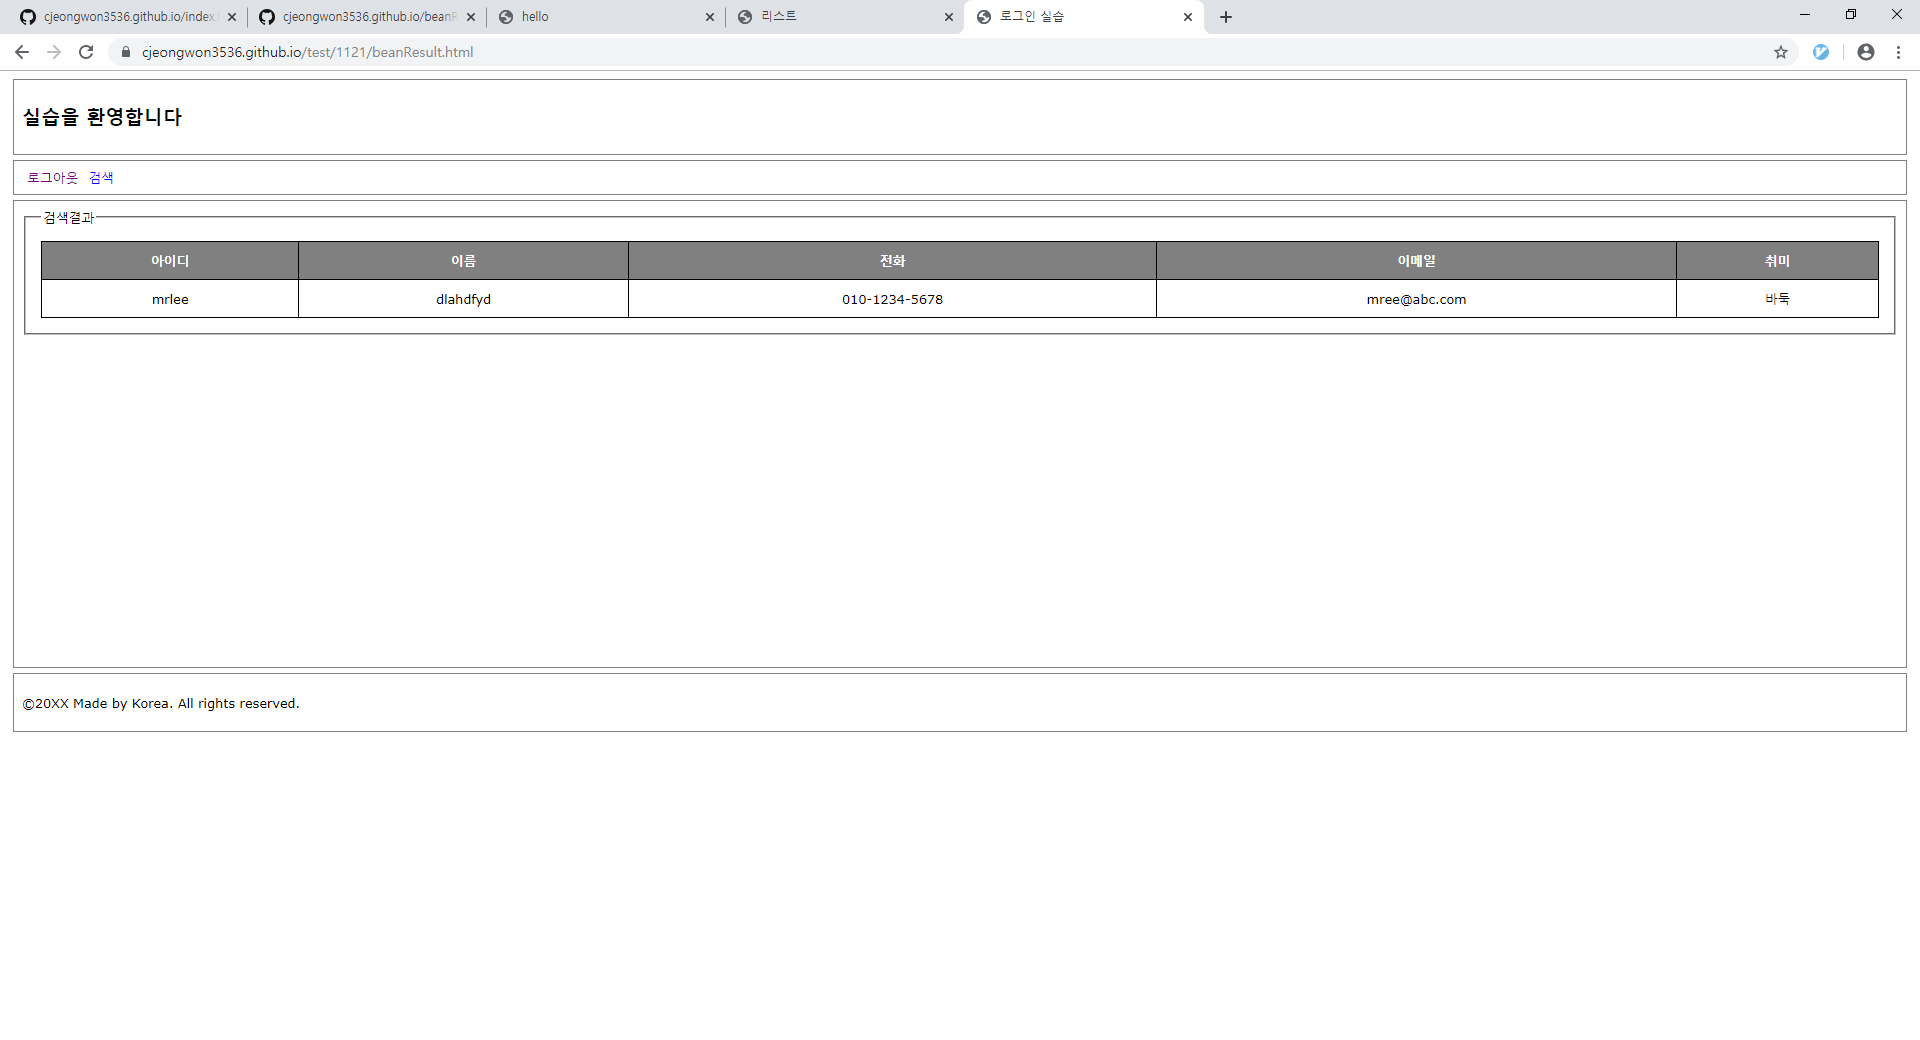 cjeongwon3536.github.io/index.
cjeongwon3536.github.io/beanR
hello
리스트
로그인 실습
cjeongwon3536.github.io/test/1121/beanResult.html
실습을 환영합니다
로그아웃 검색
검색결과
아이디 이름 전화 이메일 취미
mrlee dlahdfyd 010-1234-5678 mree@abc.com 바둑
©20XX Made by Korea. All rights reserved.